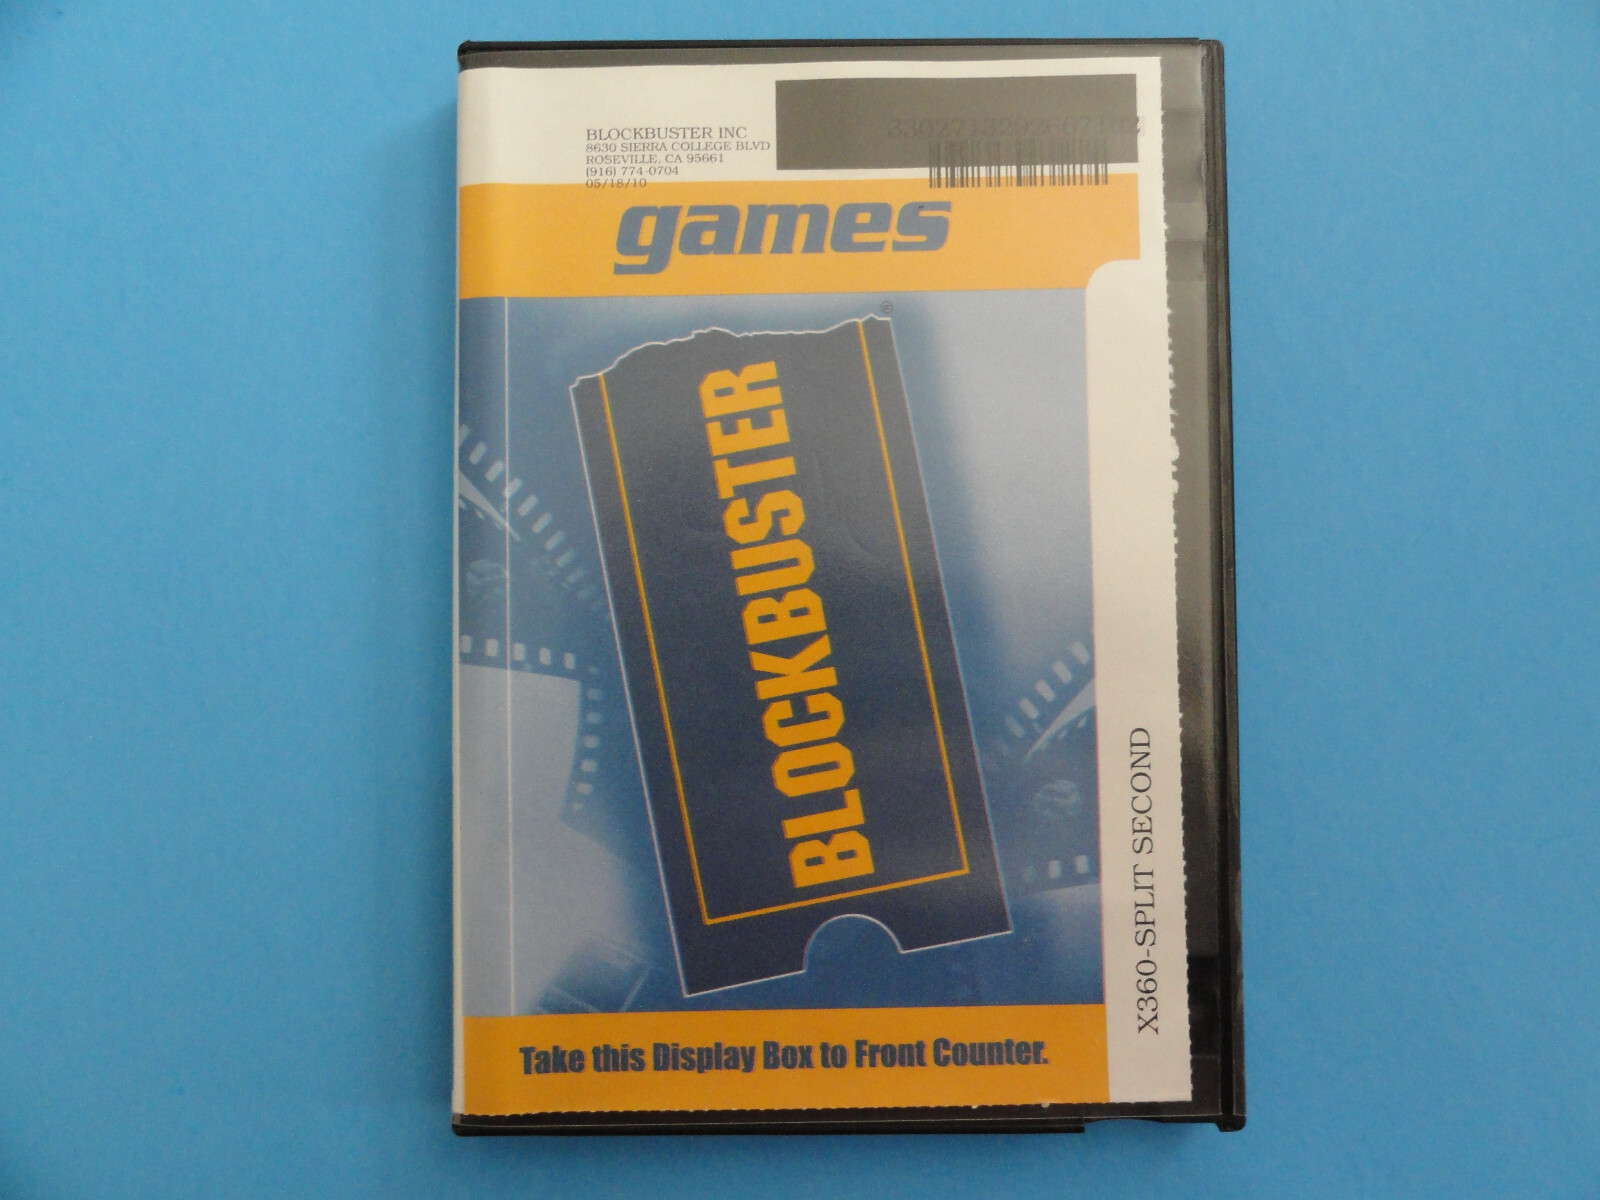 BLOCKBUSTER INC
8630 SIERRA COLLEGE BLVD
ROSEVILLE, CA 95661
(916) 774-0704
05/18/10
games
®
BLOCKBUSTER
X360-SPLIT SECOND
Take this Display Box to Front Counter.